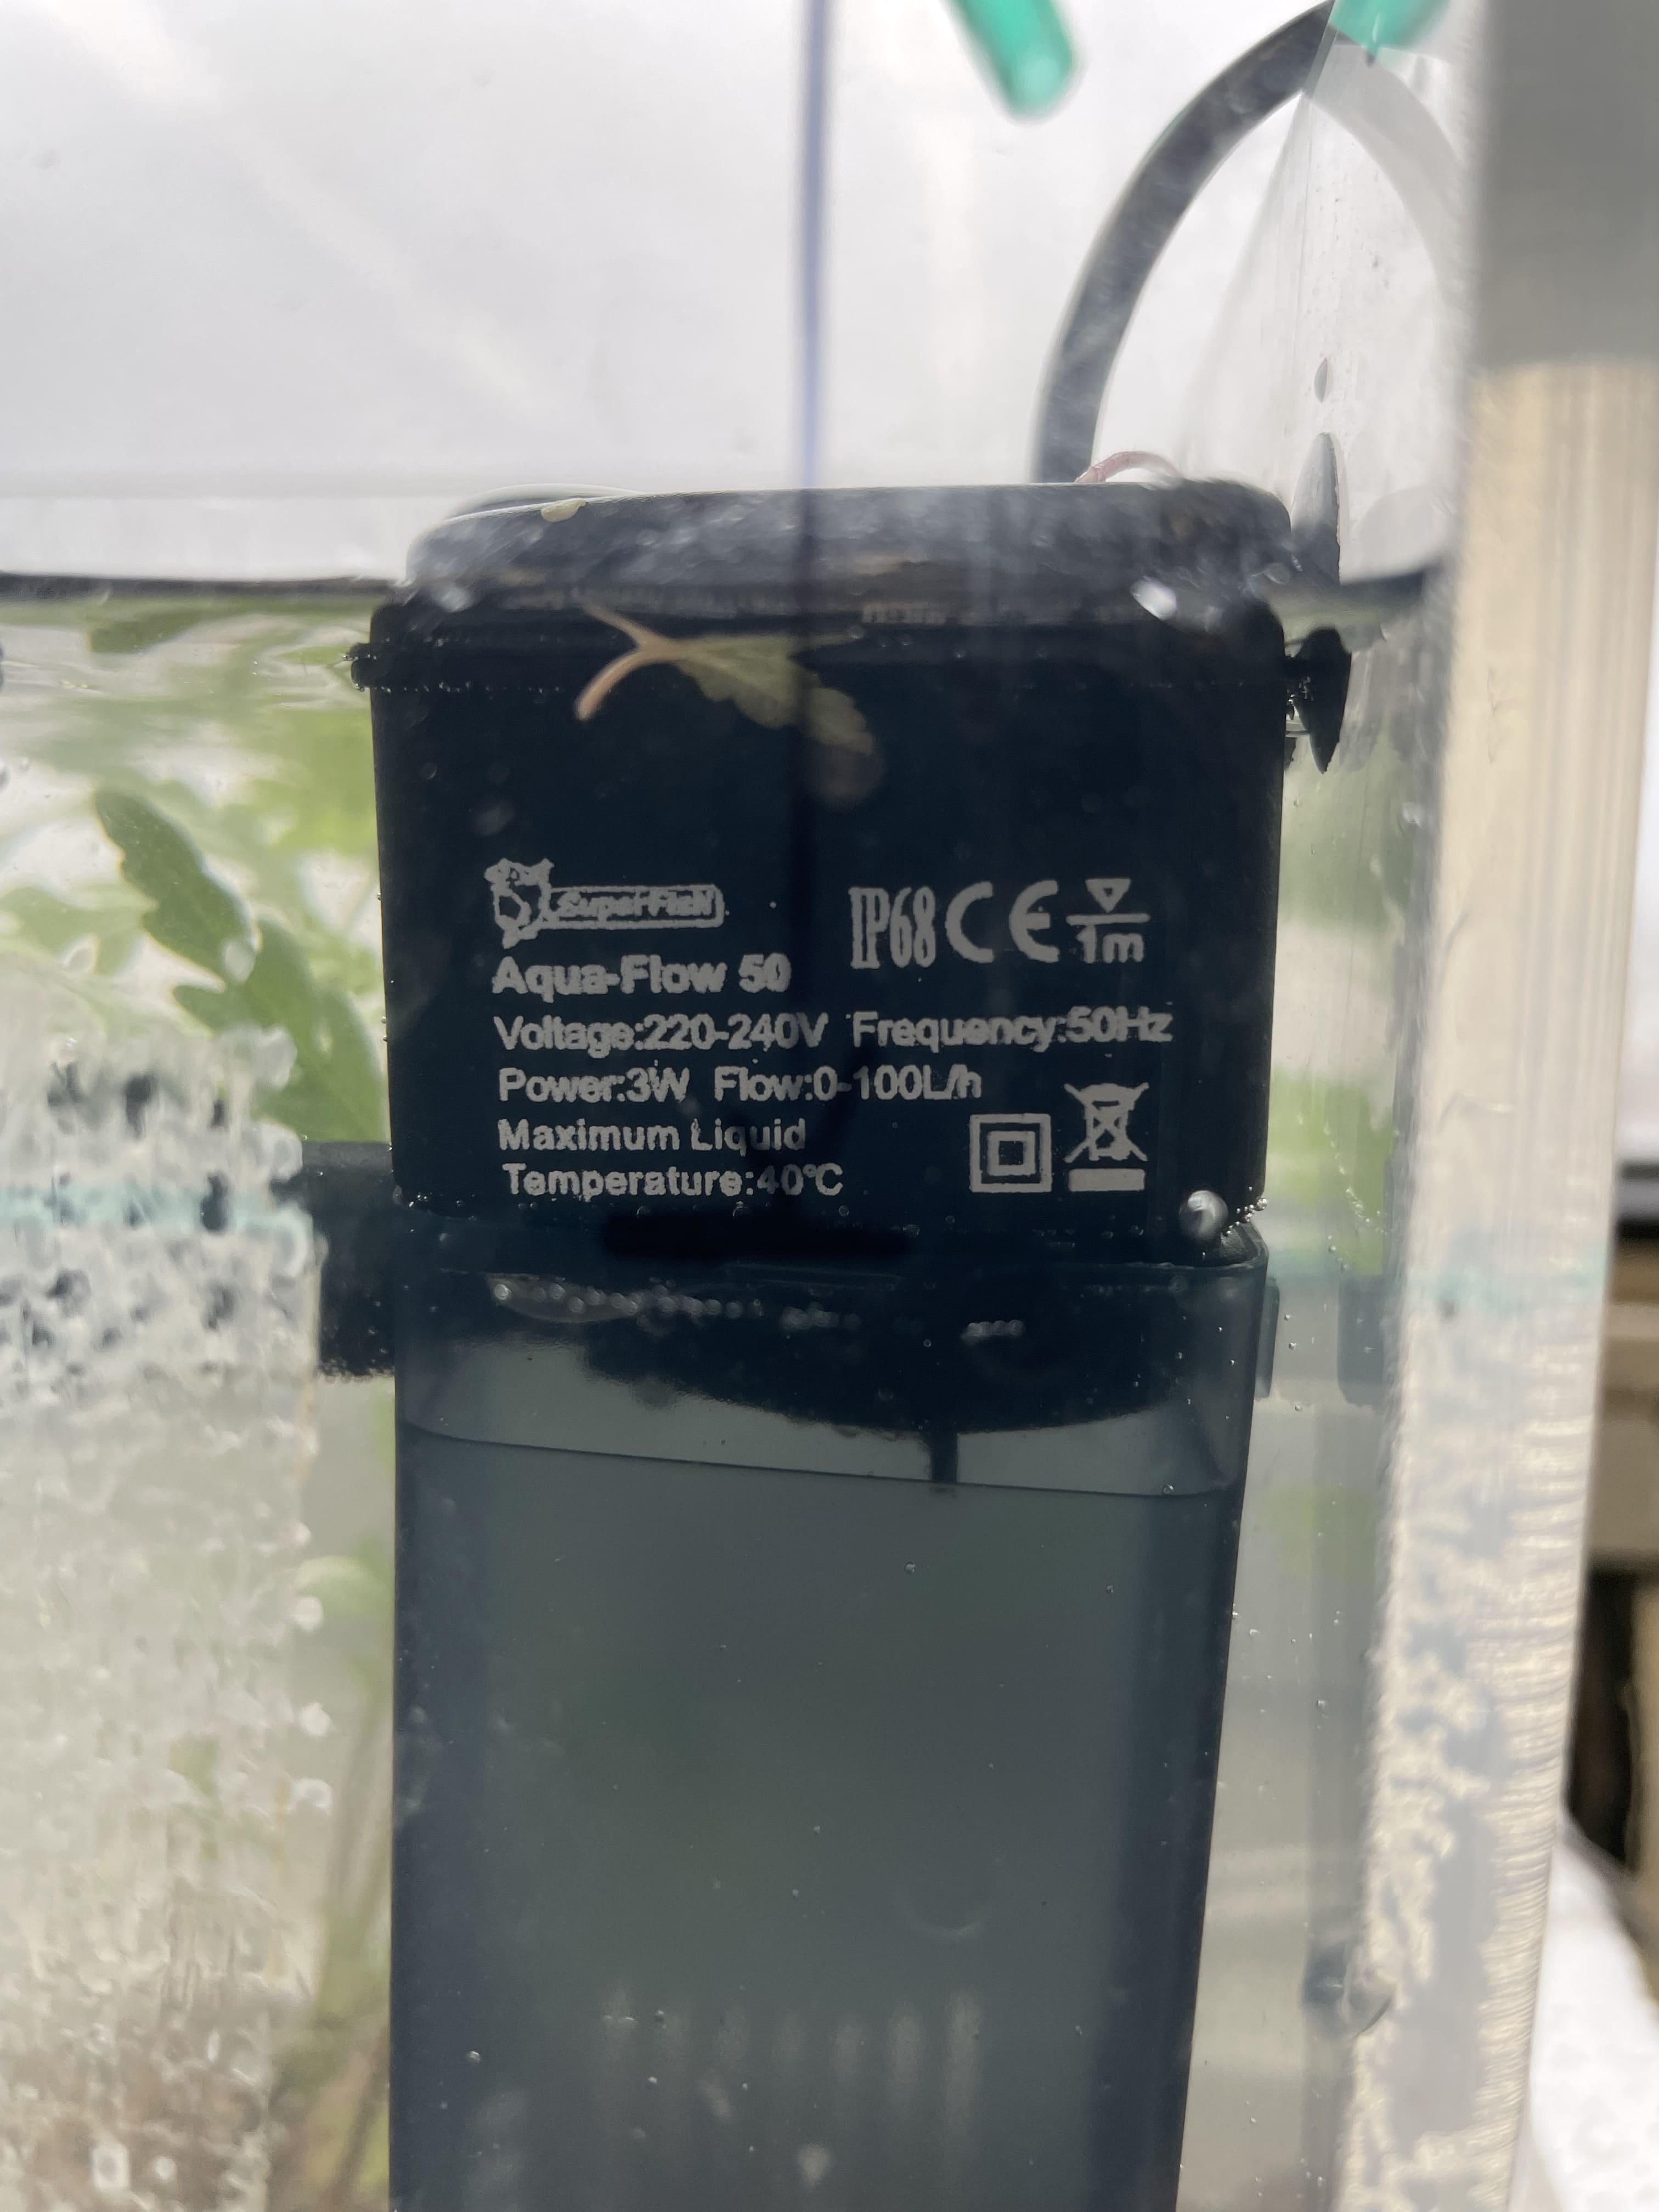 SuperFish
IP68 CE 1m
Aqua-Flow 50
Voltage:220-240V Frequency:50Hz
Power:3W Flow:0-100L/h
Maximum Liquid
Temperature:40°C